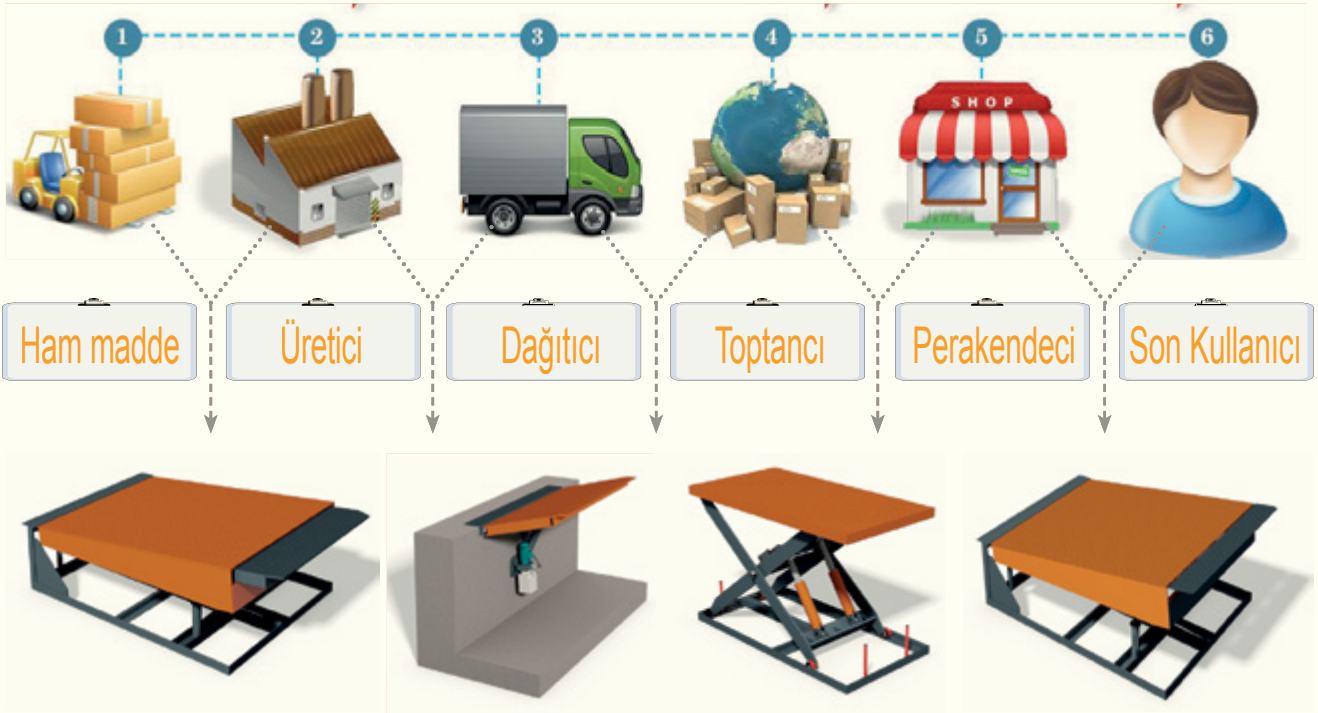 1 2 3 4 5 6
SHOP
Ham madde Üretici Dağıtıcı Toptancı Perakendeci Son Kullanıcı